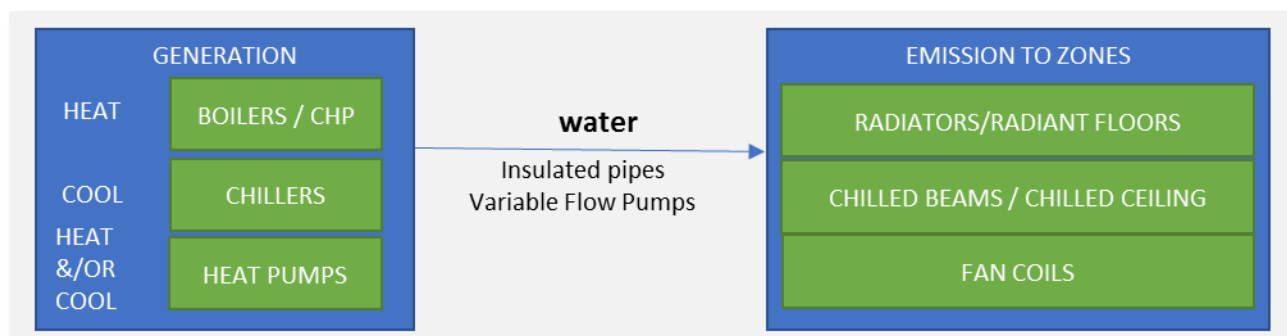 GENERATION
HEAT
BOILERS / CHP
COOL
CHILLERS
HEAT
&/OR
COOL
HEAT PUMPS
water
Insulated pipes
Variable Flow Pumps
EMISSION TO ZONES
RADIATORS/RADIANT FLOORS
CHILLED BEAMS / CHILLED CEILING
FAN COILS